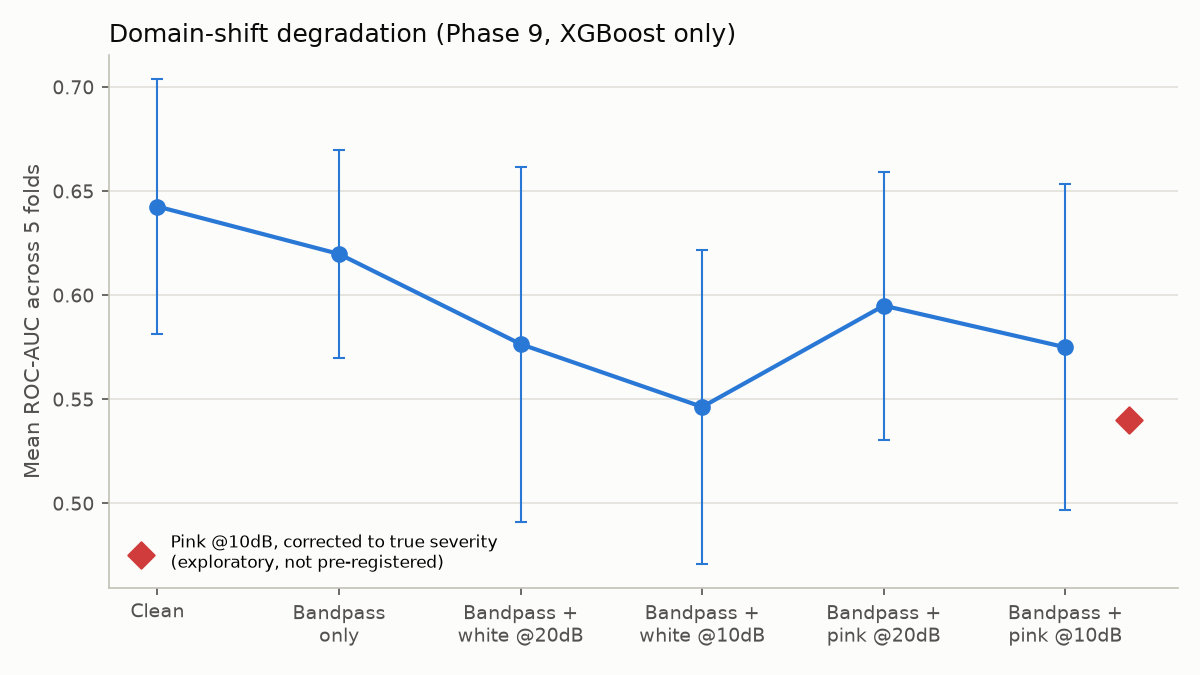 Domain-shift degradation (Phase 9, XGBoost only)
Mean ROC-AUC across 5 folds
0.70
0.65
0.60
0.55
0.50
Pink @10dB, corrected to true severity
(exploratory, not pre-registered)
Clean
Bandpass
only
Bandpass +
white @20dB
Bandpass +
white @10dB
Bandpass +
pink @20dB
Bandpass +
pink @10dB